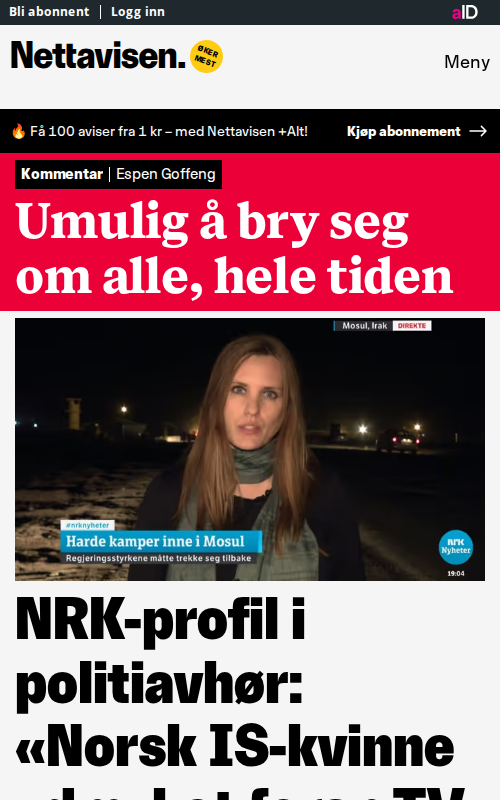 Bli abonnent | Logg inn
aID
Nettavisen.
ØKER
MEST
Meny
🔥 Få 100 aviser fra 1 kr – med Nettavisen +Alt!
Kjøp abonnement →
Kommentar | Espen Goffeng
Umulig å bry seg
om alle, hele tiden
Mosul, Irak DIREKTE
#nrknyheter
Harde kamper inne i Mosul
Regjeringsstyrkene måtte trekke seg tilbake
NRK
Nyheter
19:04
NRK-profil i
politiavhør:
«Norsk IS-kvinne